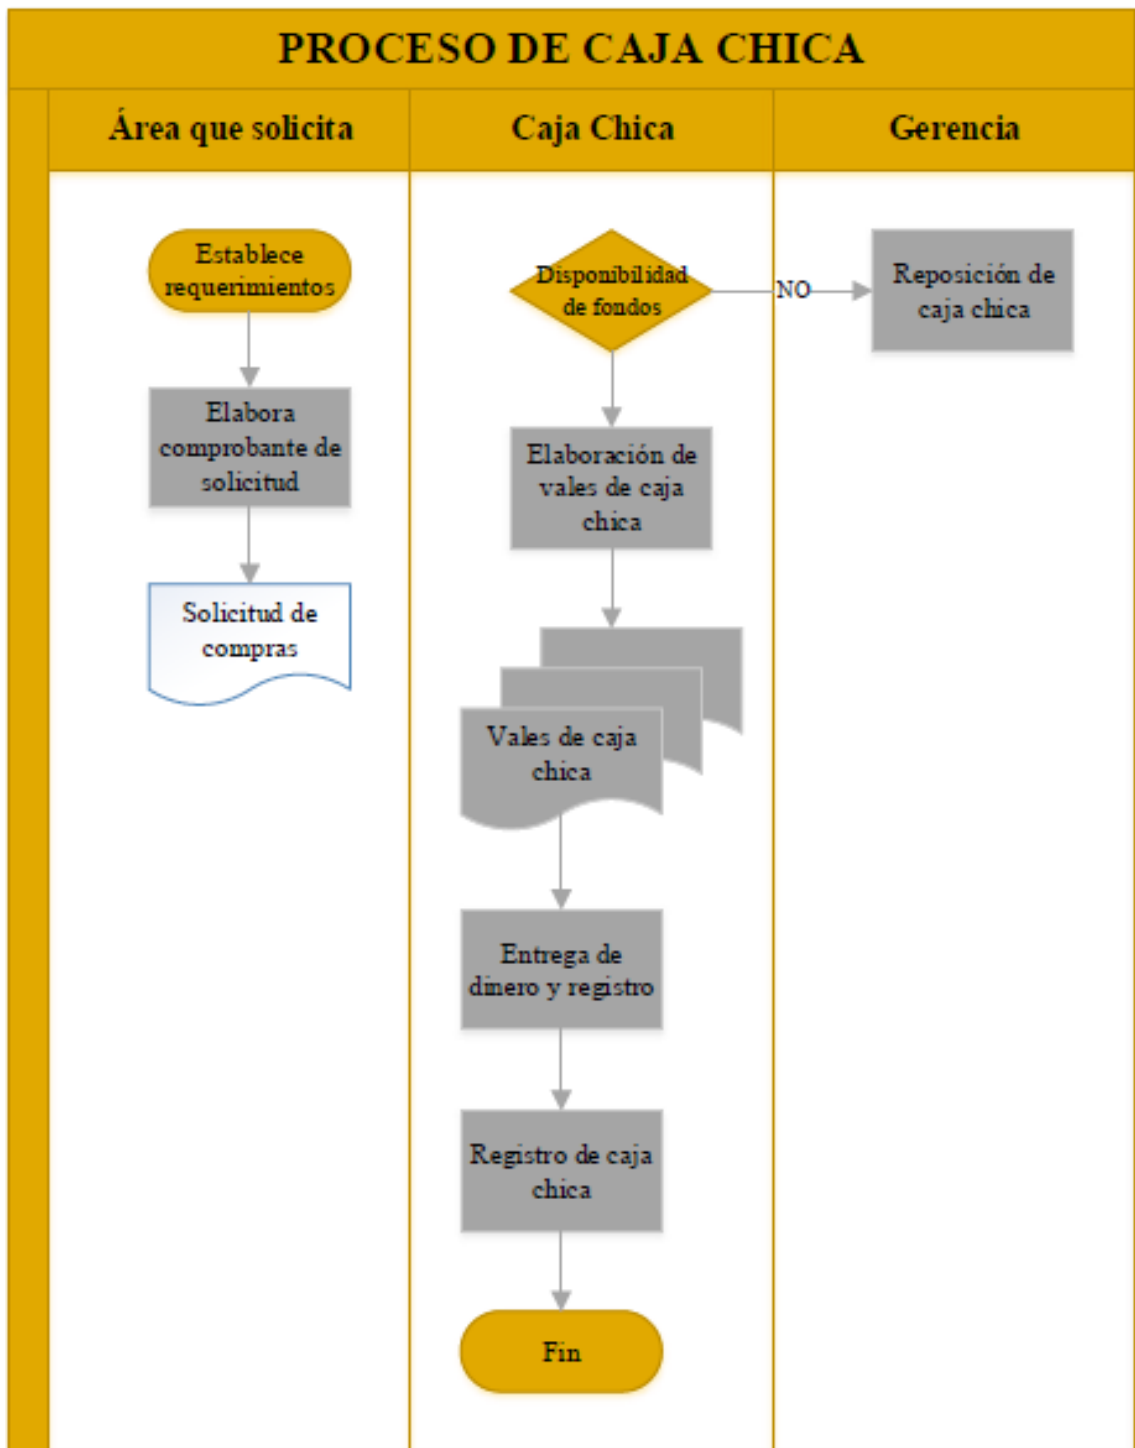 PROCESO DE CAJA CHICA
Área que solicita
Caja Chica
Gerencia
Establece
requerimientos
Elabora
comprobante de
solicitud
Solicitud de
compras
Disponibilidad
de fondos
NO
Reposición de
caja chica
Elaboración de
vales de caja
chica
Vales de caja
chica
Entrega de
dinero y registro
Registro de caja
chica
Fin